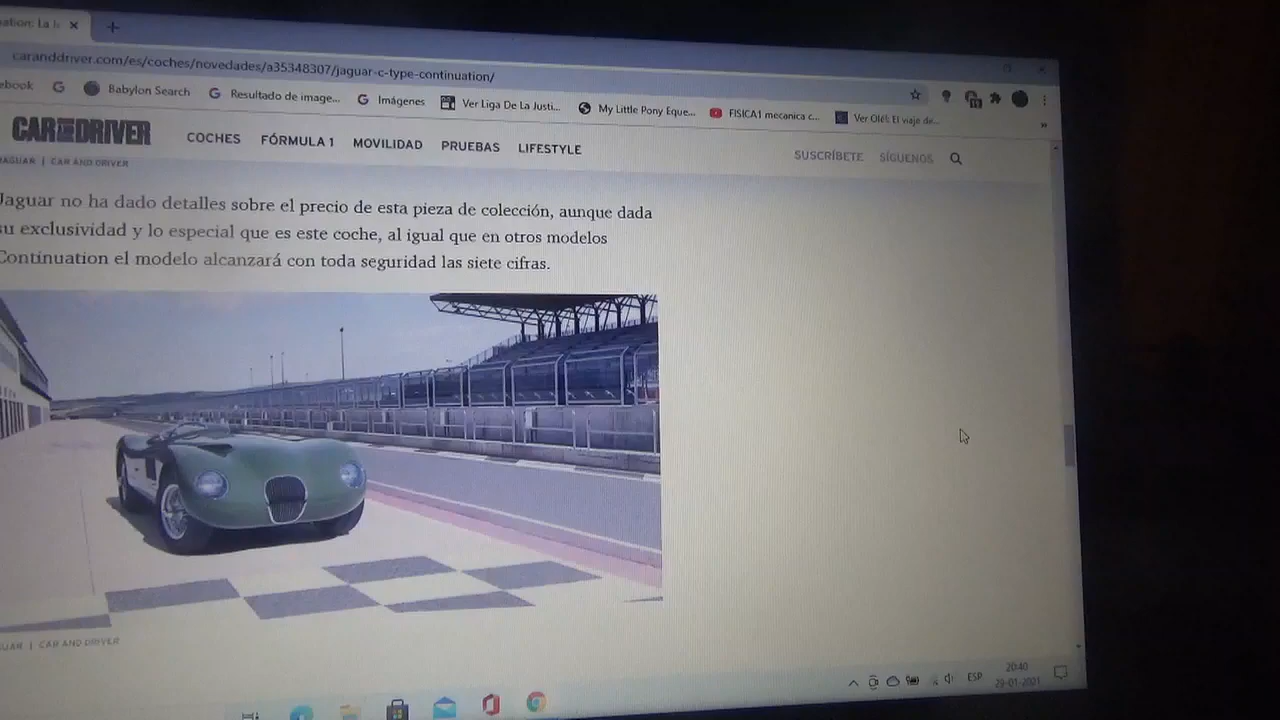 caranddriver.com/es/coches/novedades/a35348307/jaguar-c-type-continuation/
Babylon Search Resultado de image... Imágenes Ver Liga De La Justi... My Little Pony Eque... FISICA1 mecanica c... Ver Olé!: El viaje de...
CAR AND DRIVER COCHES FÓRMULA 1 MOVILIDAD PRUEBAS LIFESTYLE SUSCRÍBETE SÍGUENOS
JAGUAR | CAR AND DRIVER
Jaguar no ha dado detalles sobre el precio de esta pieza de colección, aunque dada
su exclusividad y lo especial que es este coche, al igual que en otros modelos
Continuation el modelo alcanzará con toda seguridad las siete cifras.
CAR AND DRIVER
ESP
20:40
29-01-2021